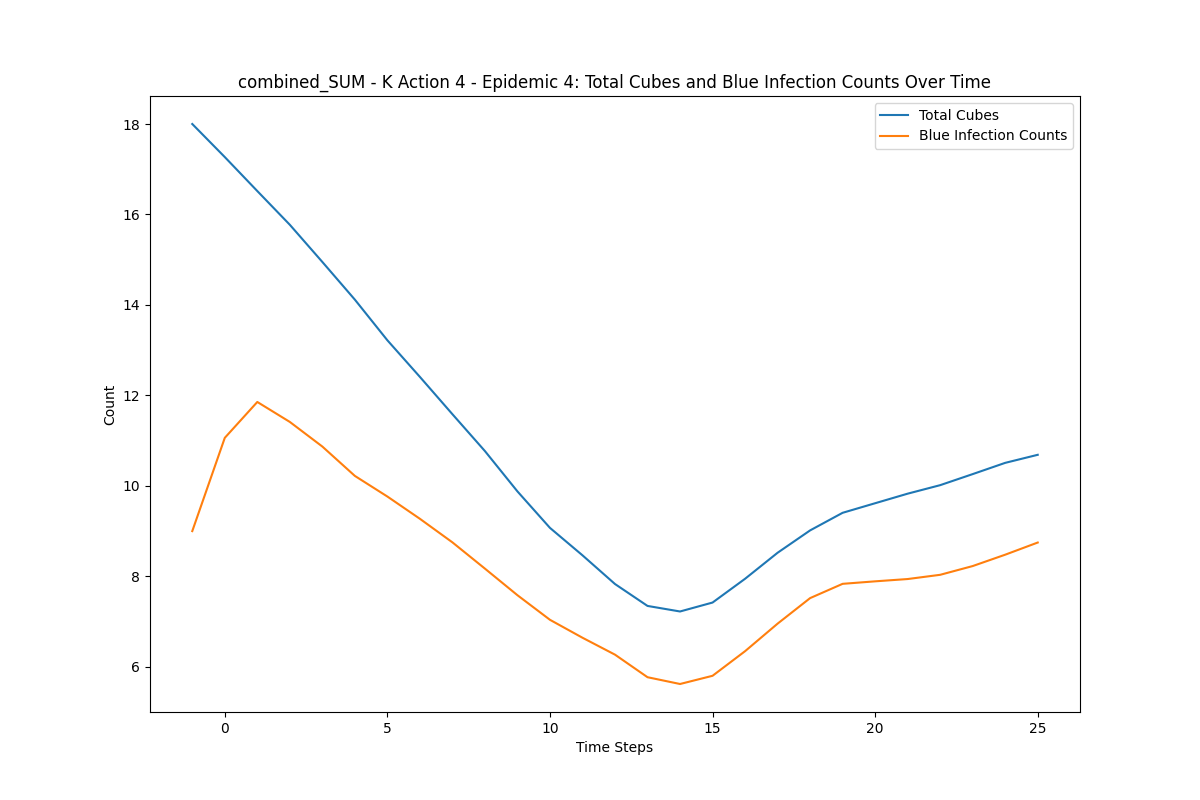 combined_SUM - K Action 4 - Epidemic 4: Total Cubes and Blue Infection Counts Over Time
Total Cubes
Blue Infection Counts
18
16
14
12
10
8
6
Count
0 5 10 15 20 25
Time Steps